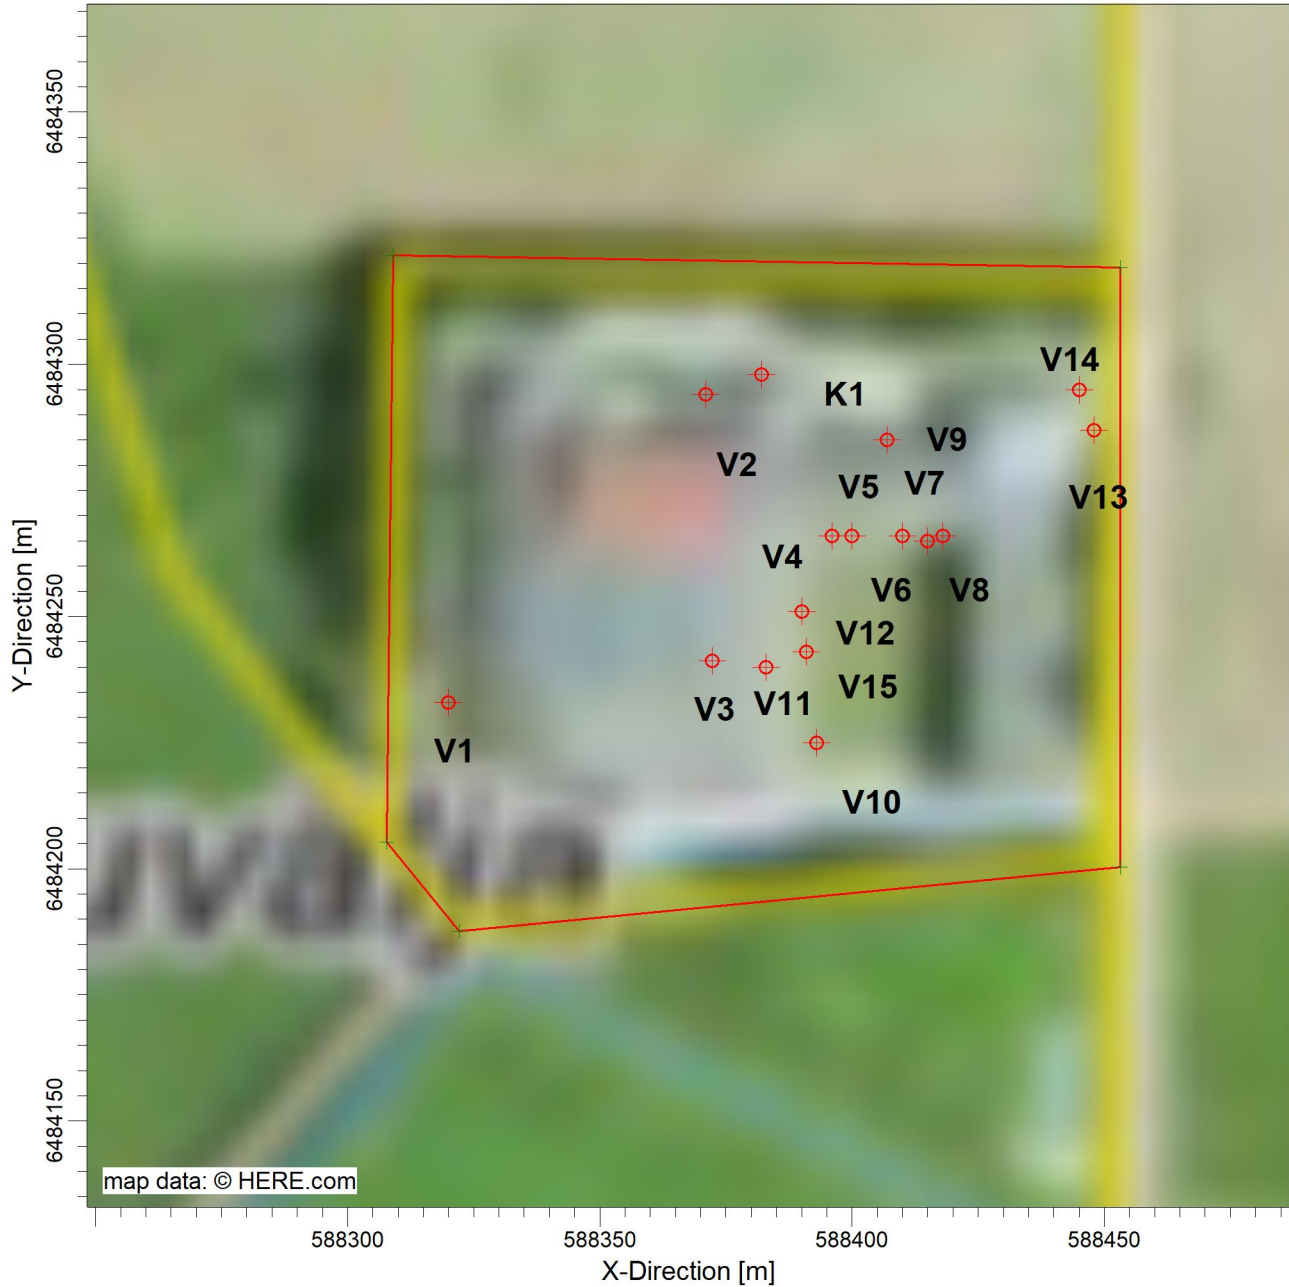 6484350
6484300
6484250
6484200
6484150
Y-Direction [m]
V14
K1
V9
V2
V5
V7
V13
V4
V6
V8
V12
V15
V11
V3
V1
V10
map data: © HERE.com
588300
588350
588400
588450
X-Direction [m]